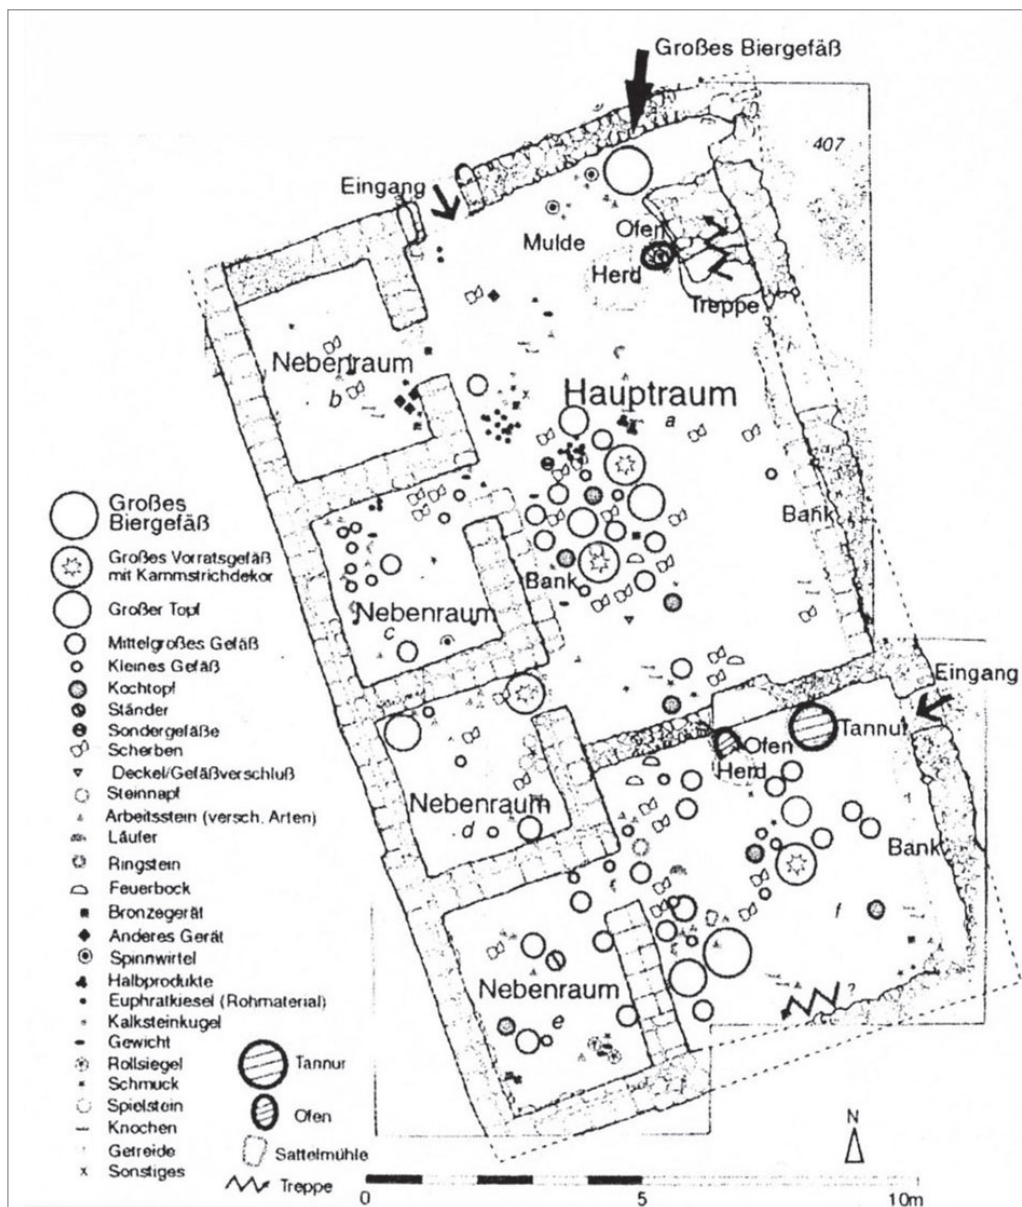 Großes Biergefäß
407
Eingang
Mulde
Ofen
Herd
Treppe
Nebenraum
b
Hauptraum
a
Bank
Bank
Nebenraum
c
Eingang
Tannur
Ofen
Herd
Nebenraum
d
Bank
f
Nebenraum
e
?
Großes
Biergefäß
Großes Vorratsgefäß
mit Kammstrichdekor
Großer Topf
Mittelgroßes Gefäß
Kleines Gefäß
Kochtopf
Ständer
Sondergefäße
Scherben
Deckel/Gefäßverschluß
Steinnapf
Arbeitsstein (versch. Arten)
Läufer
Ringstein
Feuerbock
Bronzegerät
Anderes Gerät
Spinnwirtel
Halbprodukte
Euphratkiesel (Rohmaterial)
Kalksteinkugel
Gewicht
Rollsiegel
Schmuck
Spielstein
Knochen
Getreide
Sonstiges
Tannur
Ofen
Sattelmühle
Treppe
N
0 5 10m